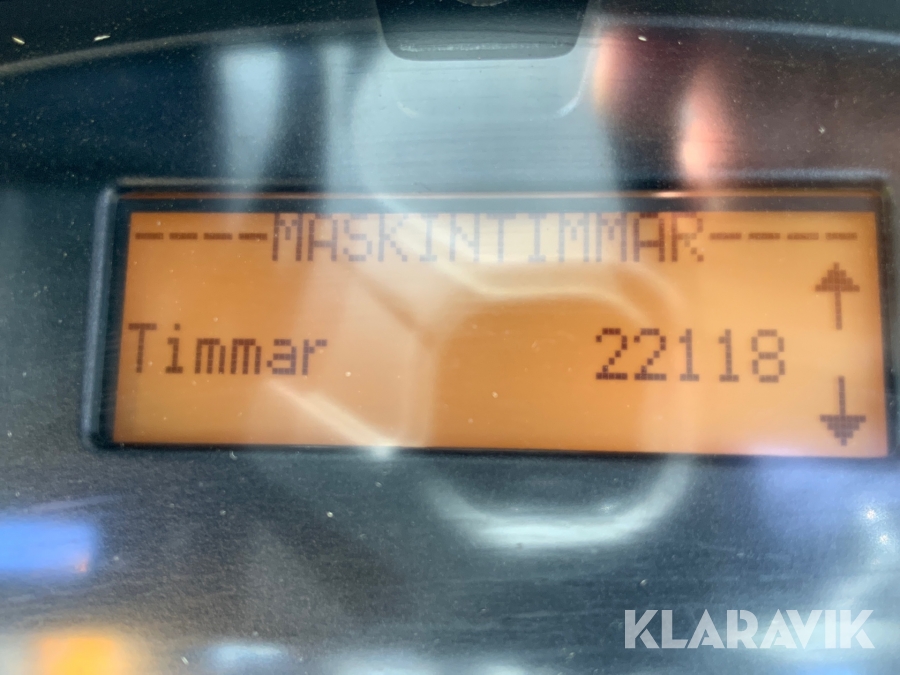 -----MASKINTIMMAR-----
Timmar 22118
KLARAVIK